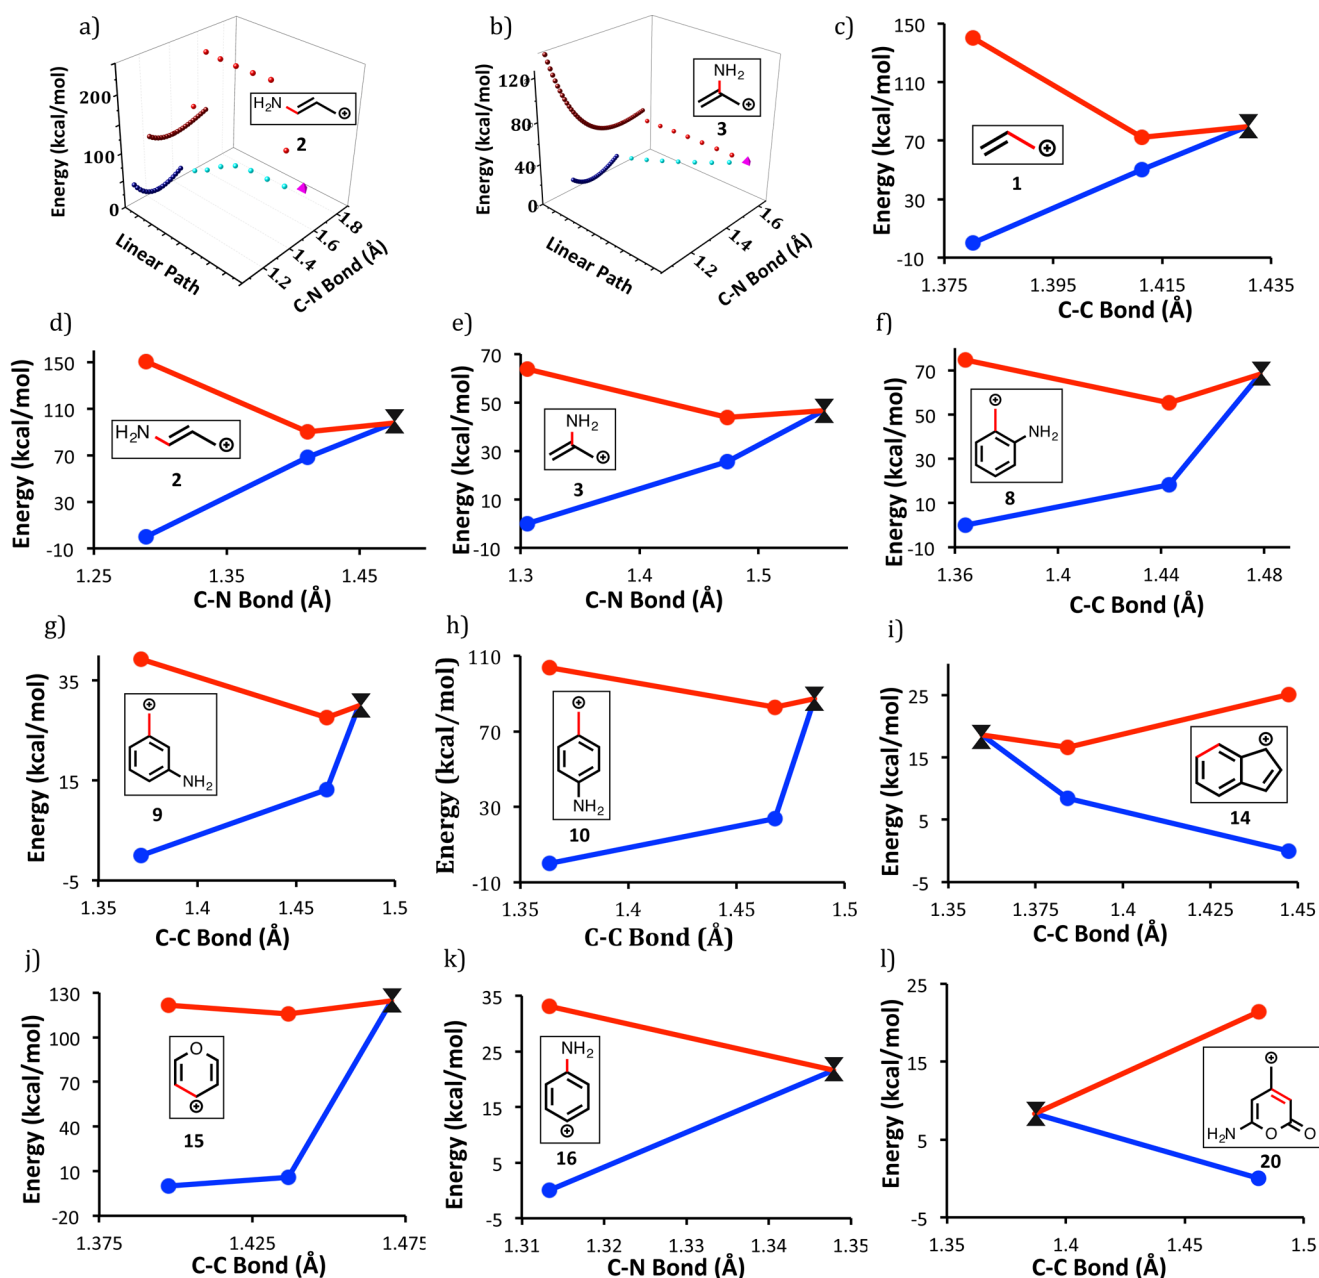 a)
Energy (kcal/mol)
200
100
0
H₂N
2
Linear Path
1.2
1.4
1.6
1.8
C-N Bond (Å)
b)
Energy (kcal/mol)
120
80
40
0
NH₂
3
Linear Path
1.2
1.4
1.6
C-N Bond (Å)
c)
Energy (kcal/mol)
150
110
70
30
-10
1
1.375 1.395 1.415 1.435
C-C Bond (Å)
d)
Energy (kcal/mol)
150
110
70
30
-10
H₂N
2
1.25 1.35 1.45
C-N Bond (Å)
e)
Energy (kcal/mol)
70
50
30
10
-10
NH₂
3
1.3 1.4 1.5
C-N Bond (Å)
f)
Energy (kcal/mol)
70
50
30
10
-10
NH₂
8
1.36 1.4 1.44 1.48
C-C Bond (Å)
g)
Energy (kcal/mol)
35
15
-5
NH₂
9
1.35 1.4 1.45 1.5
C-C Bond (Å)
h)
Energy (kcal/mol)
110
70
30
-10
NH₂
10
1.35 1.4 1.45 1.5
C-C Bond (Å)
i)
Energy (kcal/mol)
25
15
5
-5
14
1.35 1.375 1.4 1.425 1.45
C-C Bond (Å)
j)
Energy (kcal/mol)
130
100
70
40
10
-20
O
15
1.375 1.425 1.475
C-C Bond (Å)
k)
Energy (kcal/mol)
35
25
15
5
-5
NH₂
16
1.31 1.32 1.33 1.34 1.35
C-N Bond (Å)
l)
Energy (kcal/mol)
25
15
5
-5
H₂N O O
20
1.35 1.4 1.45 1.5
C-C Bond (Å)